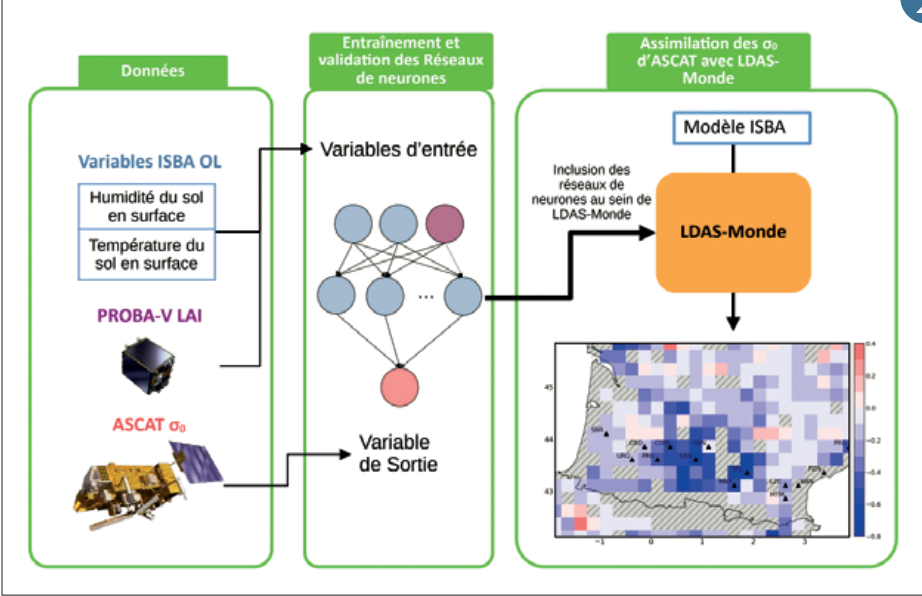 Données
Variables ISBA OL
Humidité du sol
en surface
Température du
sol en surface
PROBA-V LAI
ASCAT σ₀
Entraînement et
validation des Réseaux
de neurones
Variables d'entrée
...
Variable
de Sortie
Assimilation des σ₀
d'ASCAT avec LDAS-
Monde
Modèle ISBA
Inclusion des
réseaux de
neurones au sein de
LDAS-Monde
LDAS-Monde
45
44
43
−1 0 1 2 3
SBR
URG
MTM
0.4
0.2
0.0
−0.2
−0.4
−0.6
−0.8